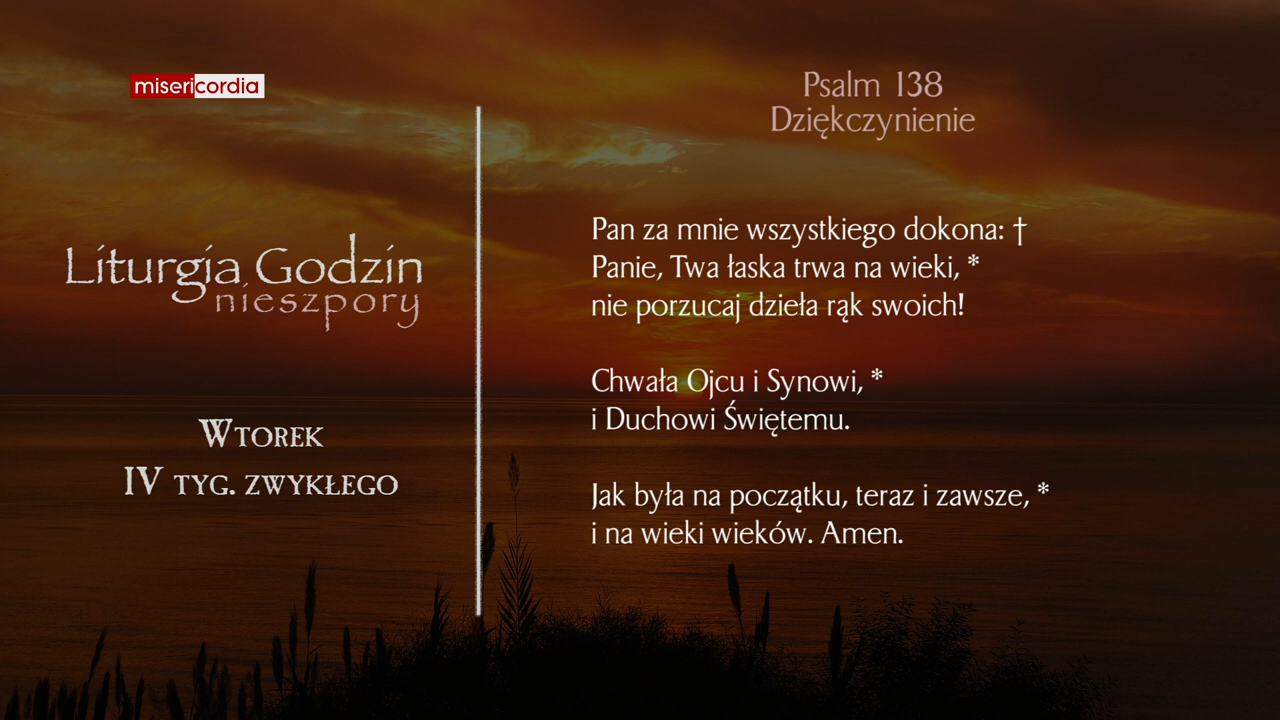 misericordia
Liturgia Godzin
nieszpory
Wtorek
IV tyg. zwykłego
Psalm 138
Dziękczynienie
Pan za mnie wszystkiego dokona: †
Panie, Twa łaska trwa na wieki, *
nie porzucaj dzieła rąk swoich!
Chwała Ojcu i Synowi, *
i Duchowi Świętemu.
Jak była na początku, teraz i zawsze, *
i na wieki wieków. Amen.